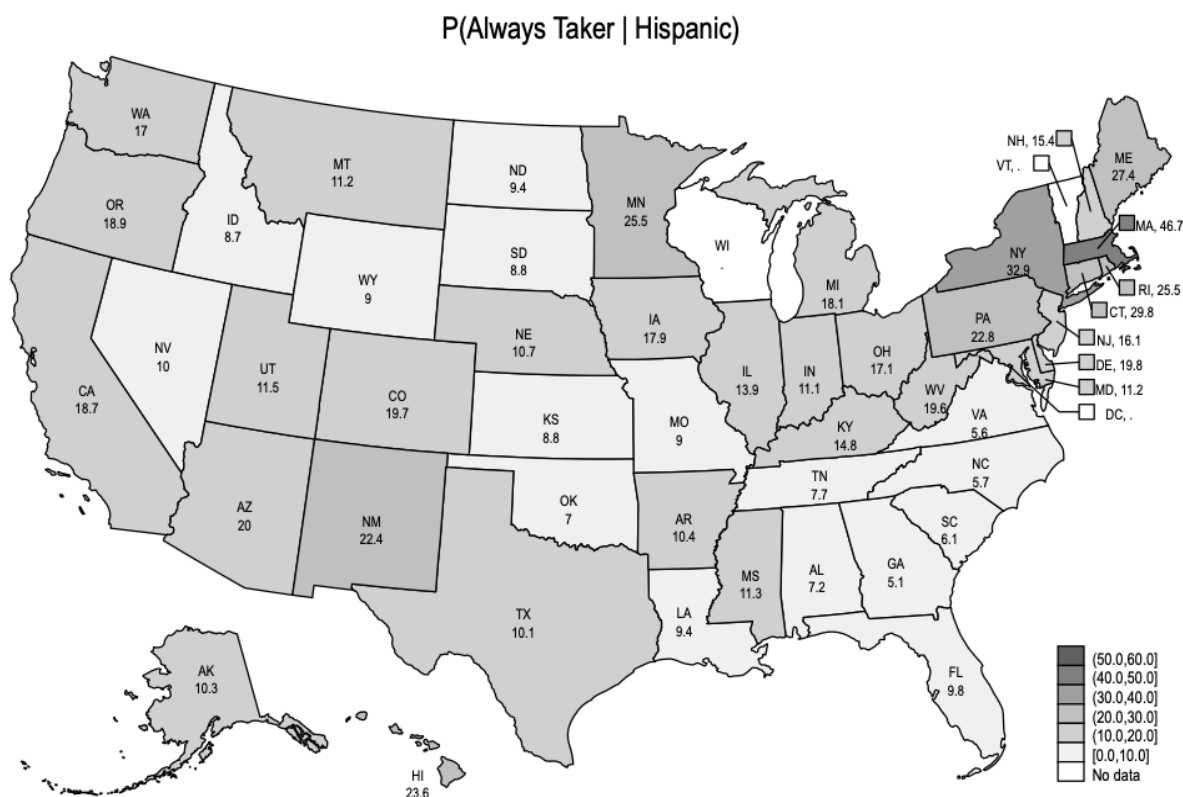 P(Always Taker | Hispanic)
WA
17
MT
11.2
ND
9.4
MN
25.5
NH, 15.4
VT, .
ME
27.4
OR
18.9
ID
8.7
SD
8.8
WI
.
MI
18.1
NY
32.9
MA, 46.7
RI, 25.5
CT, 29.8
WY
9
NE
10.7
IA
17.9
PA
22.8
NJ, 16.1
DE, 19.8
MD, 11.2
DC, .
NV
10
UT
11.5
CO
19.7
CA
18.7
KS
8.8
MO
9
IL
13.9
IN
11.1
OH
17.1
WV
19.6
KY
14.8
VA
5.6
NC
5.7
TN
7.7
SC
6.1
AZ
20
NM
22.4
OK
7
AR
10.4
MS
11.3
AL
7.2
GA
5.1
TX
10.1
LA
9.4
FL
9.8
AK
10.3
HI
23.6
(50.0,60.0]
(40.0,50.0]
(30.0,40.0]
(20.0,30.0]
(10.0,20.0]
[0.0,10.0]
No data